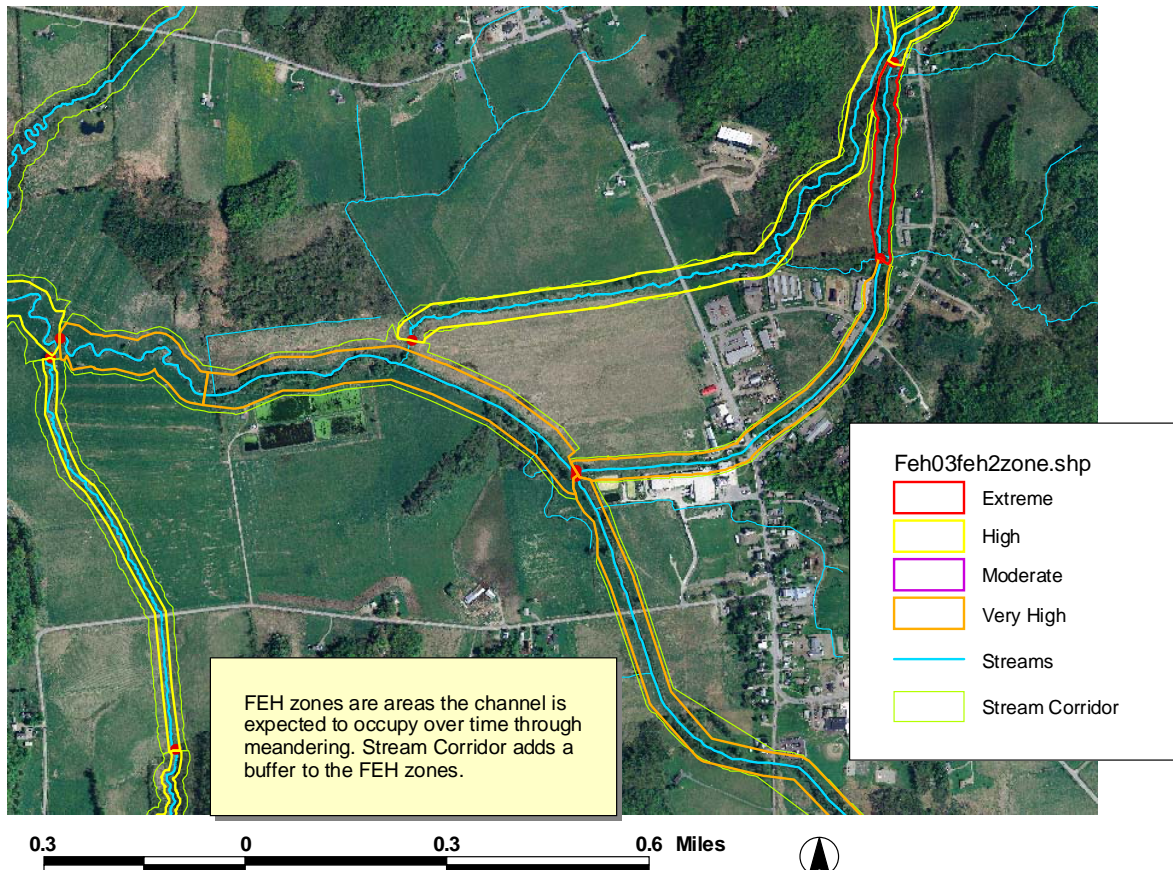 Feh03feh2zone.shp
Extreme
High
Moderate
Very High
Streams
Stream Corridor
FEH zones are areas the channel is
expected to occupy over time through
meandering. Stream Corridor adds a
buffer to the FEH zones.
0.3 0 0.3 0.6 Miles